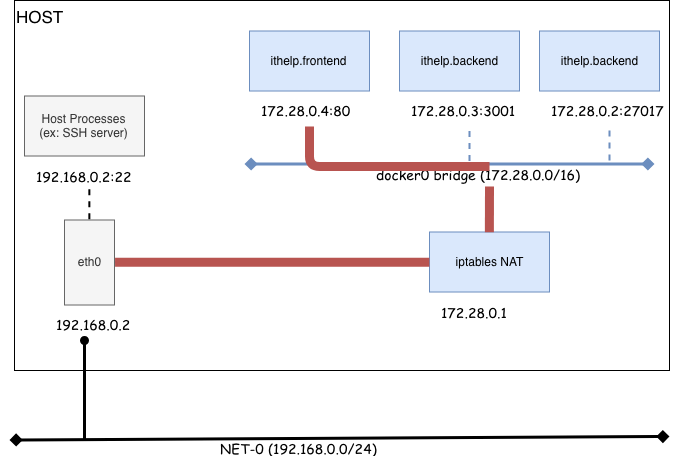 HOST
ithelp.frontend
ithelp.backend
ithelp.backend
172.28.0.4:80
172.28.0.3:3001
172.28.0.2:27017
Host Processes
(ex: SSH server)
192.168.0.2:22
docker0 bridge (172.28.0.0/16)
eth0
iptables NAT
172.28.0.1
192.168.0.2
NET-0 (192.168.0.0/24)